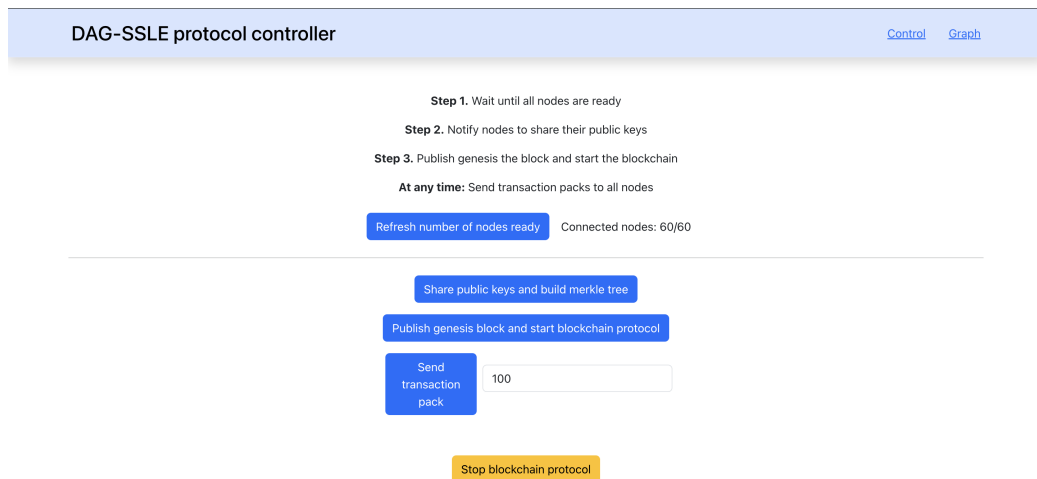 DAG-SSLE protocol controller
Control
Graph
Step 1. Wait until all nodes are ready
Step 2. Notify nodes to share their public keys
Step 3. Publish genesis the block and start the blockchain
At any time: Send transaction packs to all nodes
Refresh number of nodes ready
Connected nodes: 60/60
Share public keys and build merkle tree
Publish genesis block and start blockchain protocol
Send
transaction
pack
100
Stop blockchain protocol